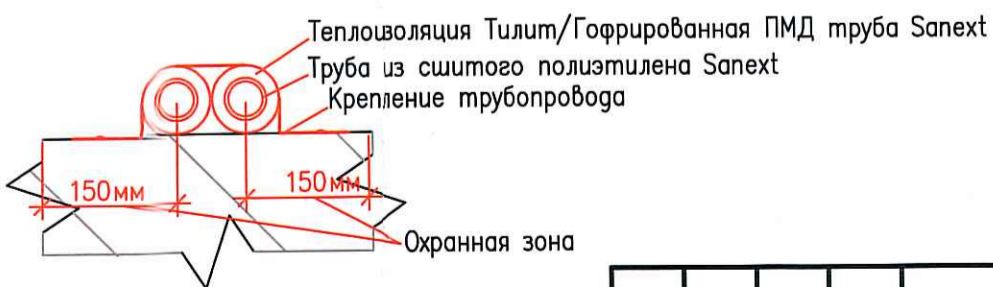 Теплоизоляция Тилит/Гофрированная ПМД труба Sanext
Труба из сшитого полиэтилена Sanext
Крепление трубопровода
150мм
150мм
Охранная зона